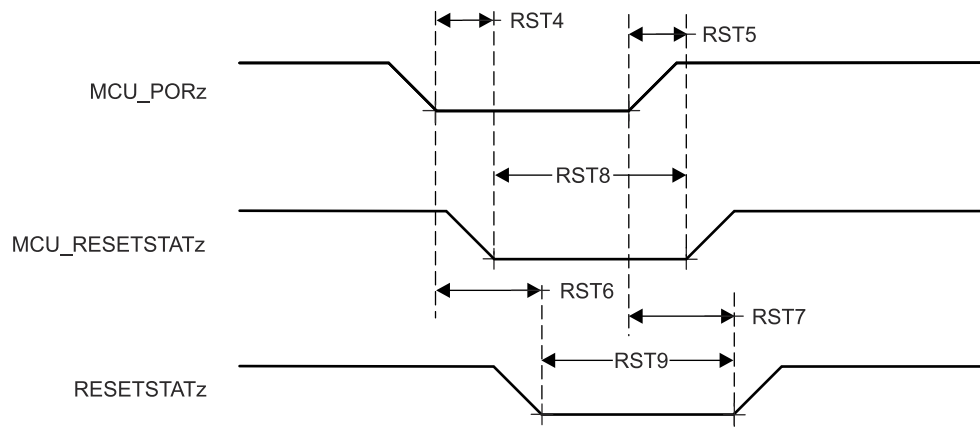 RST4
RST5
MCU_PORz
RST8
MCU_RESETSTATz
RST6
RST7
RST9
RESETSTATz